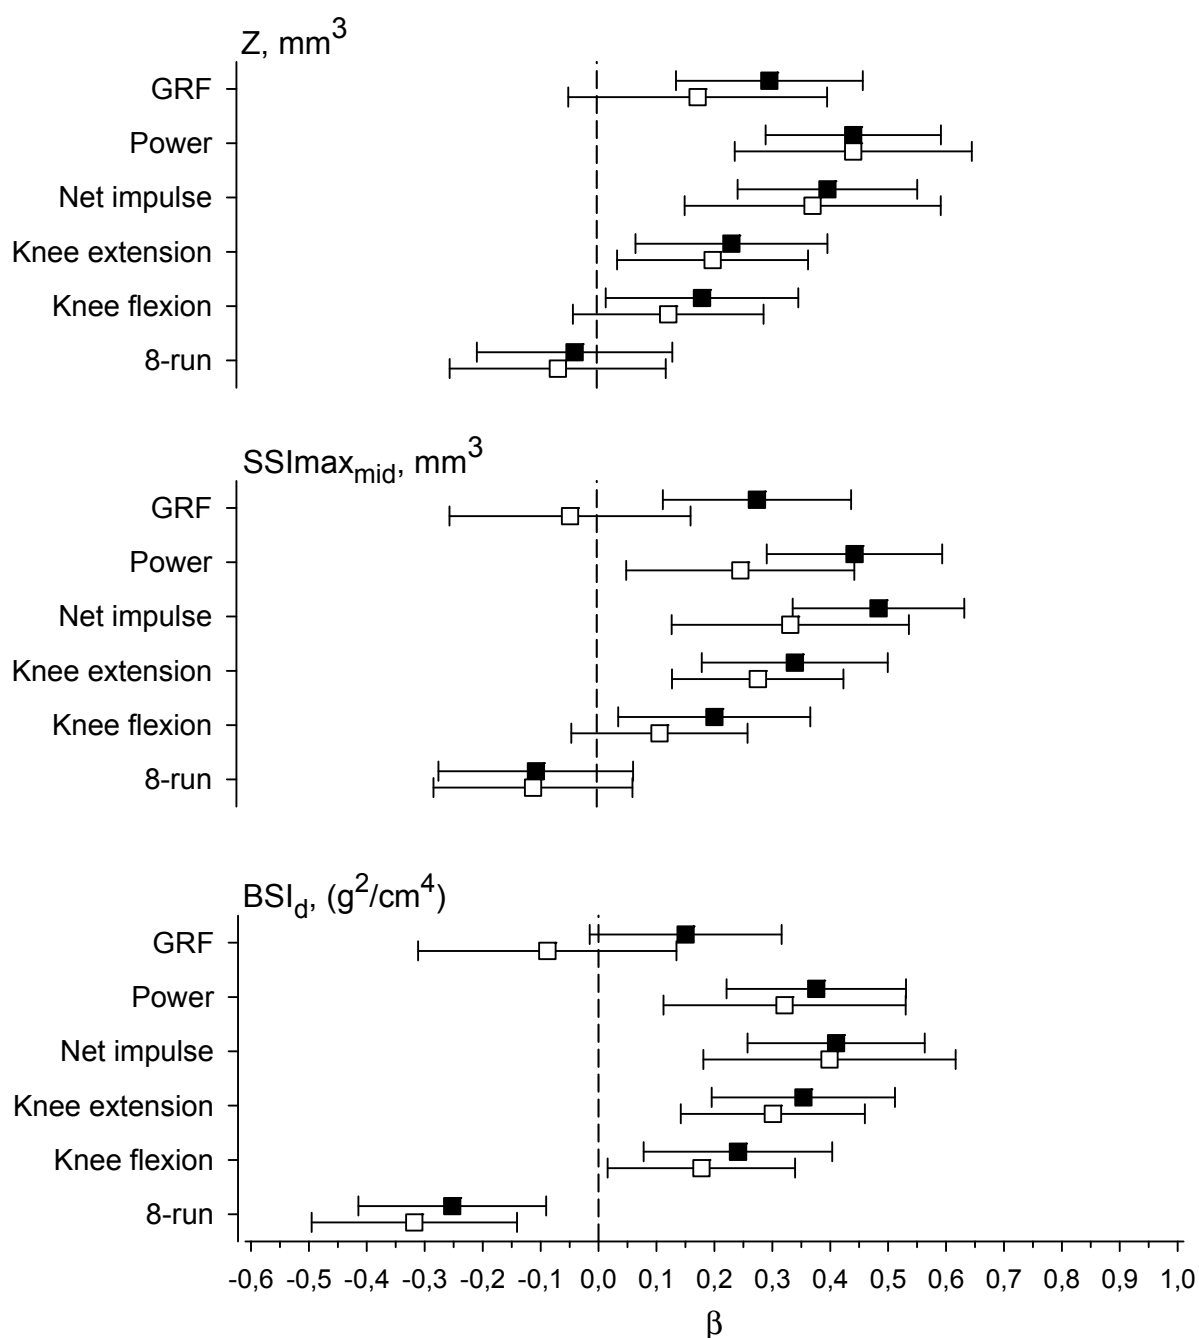 Z, mm³
GRF
Power
Net impulse
Knee extension
Knee flexion
8-run
SSImax_mid, mm³
GRF
Power
Net impulse
Knee extension
Knee flexion
8-run
BSI_d, (g²/cm⁴)
GRF
Power
Net impulse
Knee extension
Knee flexion
8-run
-0,6 -0,5 -0,4 -0,3 -0,2 -0,1 0,0 0,1 0,2 0,3 0,4 0,5 0,6 0,7 0,8 0,9 1,0
β